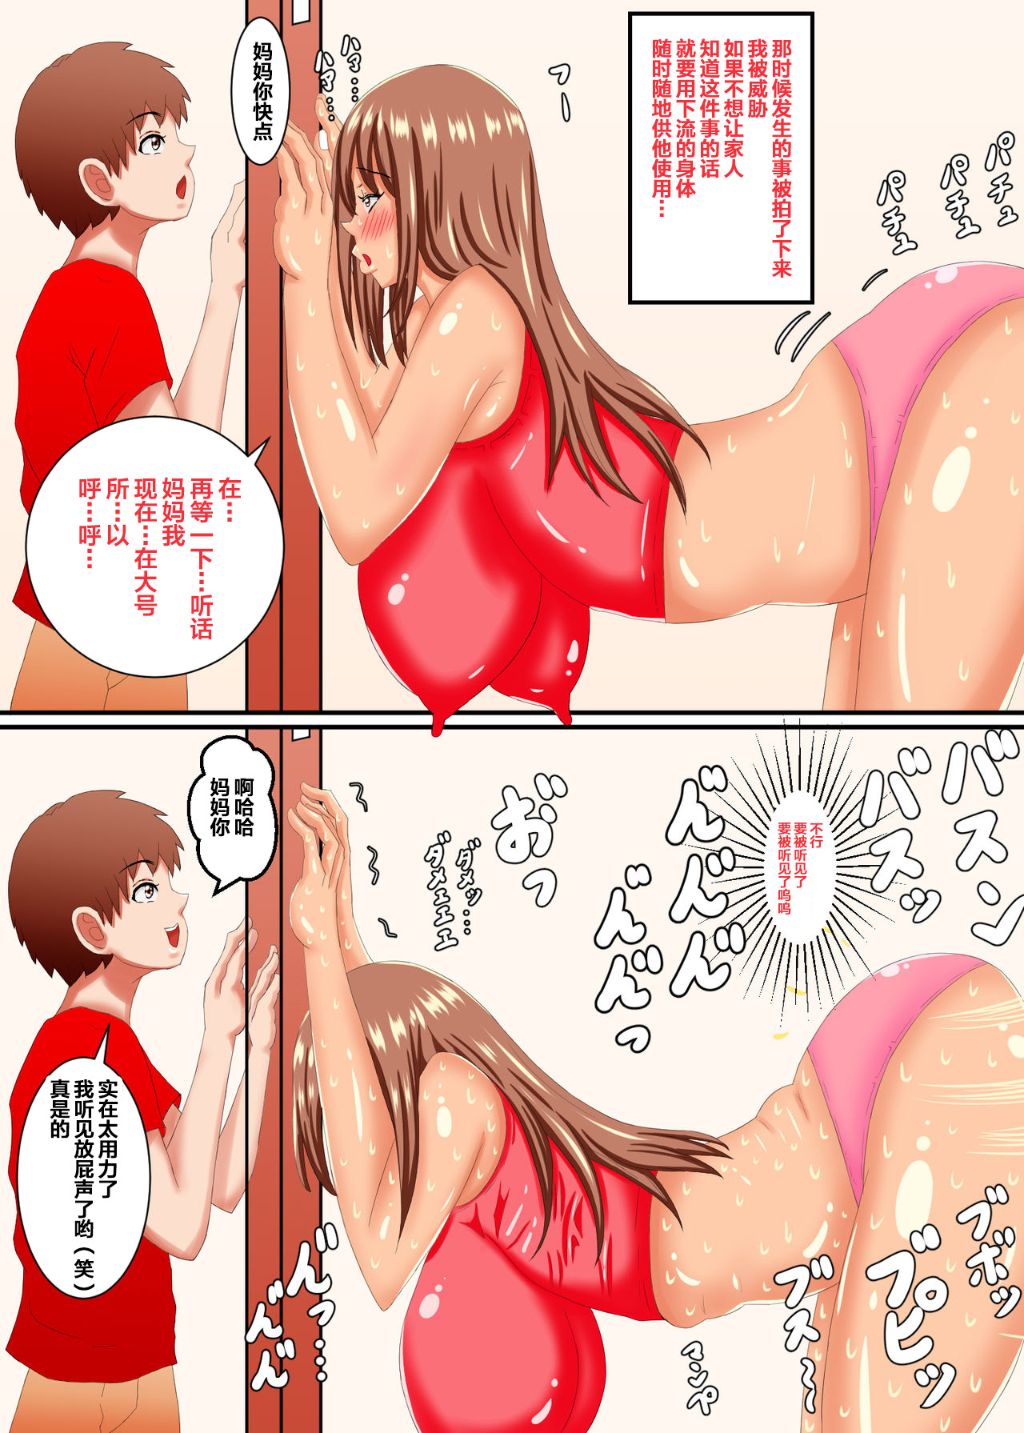 那时候发生的事被拍了下来
我被威胁
如果不想让家人
知道这件事的话
就要用下流的身体
随时随地供他使用…
妈妈你快点
ハァ…
ハァ…
っー
パチュ
パチュ
パチュ
在…
再等一下…听话
妈妈我
现在…在大号
所…以
呼…呼…
バスン
バスッ
不行
要被听见了
要被听见了呜呜
ん゛ん゛ん゛
ん゛ん゛っ
お゛っ
ダメッ…
ダメェェェ
啊哈哈
妈妈你
实在太用力了
我听见放屁声了哟（笑）
真是的
ん゛っ…
ん゛ん゛
ブボッ
ブピッ
ブス～
マンペ